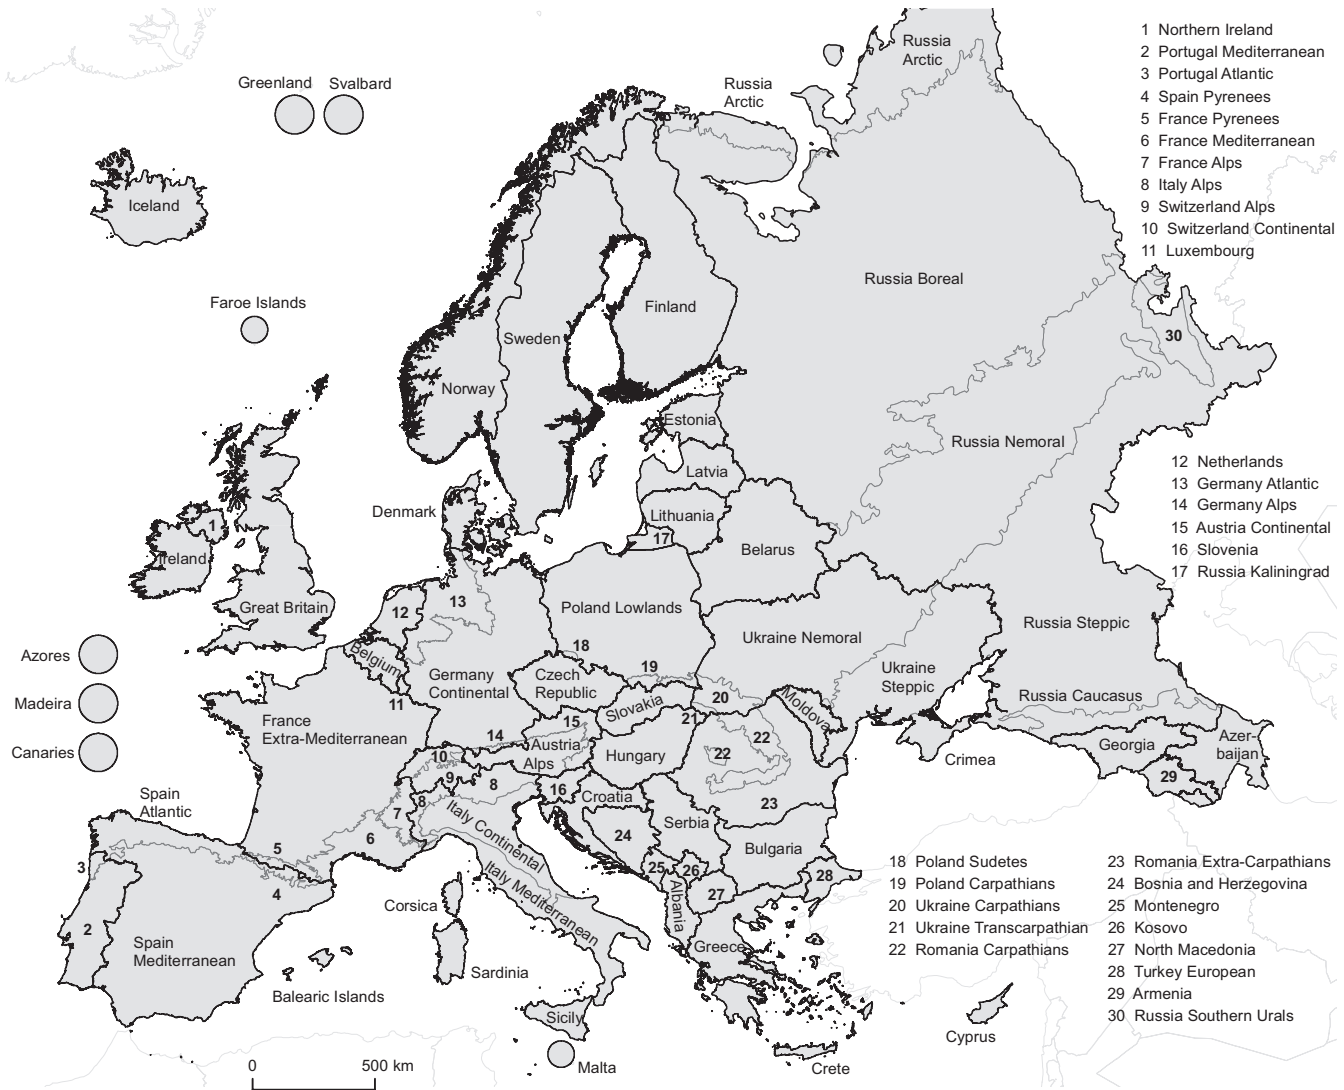 Russia
Arctic
1 Northern Ireland
2 Portugal Mediterranean
3 Portugal Atlantic
4 Spain Pyrenees
5 France Pyrenees
6 France Mediterranean
7 France Alps
8 Italy Alps
9 Switzerland Alps
10 Switzerland Continental
11 Luxembourg
Greenland
Svalbard
Russia
Arctic
Iceland
Russia Boreal
Faroe Islands
Finland
Sweden
30
Norway
Estonia
Russia Nemoral
Latvia
12 Netherlands
13 Germany Atlantic
14 Germany Alps
15 Austria Continental
16 Slovenia
17 Russia Kaliningrad
Denmark
Lithuania
1
17
Ireland
Belarus
Great Britain
12
13
Poland Lowlands
Russia Steppic
Ukraine Nemoral
18
Azores
Belgium
19
Germany
Continental
Czech
Republic
Ukraine
Steppic
20
Russia Caucasus
Madeira
11
Slovakia
Moldova
21
France
Extra-Mediterranean
15
14
22
Canaries
10
Austria
Alps
Hungary
22
Georgia
Azer-
baijan
Crimea
9
8
29
Spain
Atlantic
8
16
Croatia
23
7
Italy Continental
Serbia
6
24
5
Bulgaria
3
4
Italy Mediterranean
25
26
28
18 Poland Sudetes
19 Poland Carpathians
20 Ukraine Carpathians
21 Ukraine Transcarpathian
22 Romania Carpathians
23 Romania Extra-Carpathians
24 Bosnia and Herzegovina
25 Montenegro
26 Kosovo
27 North Macedonia
28 Turkey European
29 Armenia
30 Russia Southern Urals
27
Albania
Corsica
2
Spain
Mediterranean
Greece
Sardinia
Balearic Islands
Sicily
Cyprus
Malta
Crete
0
500 km